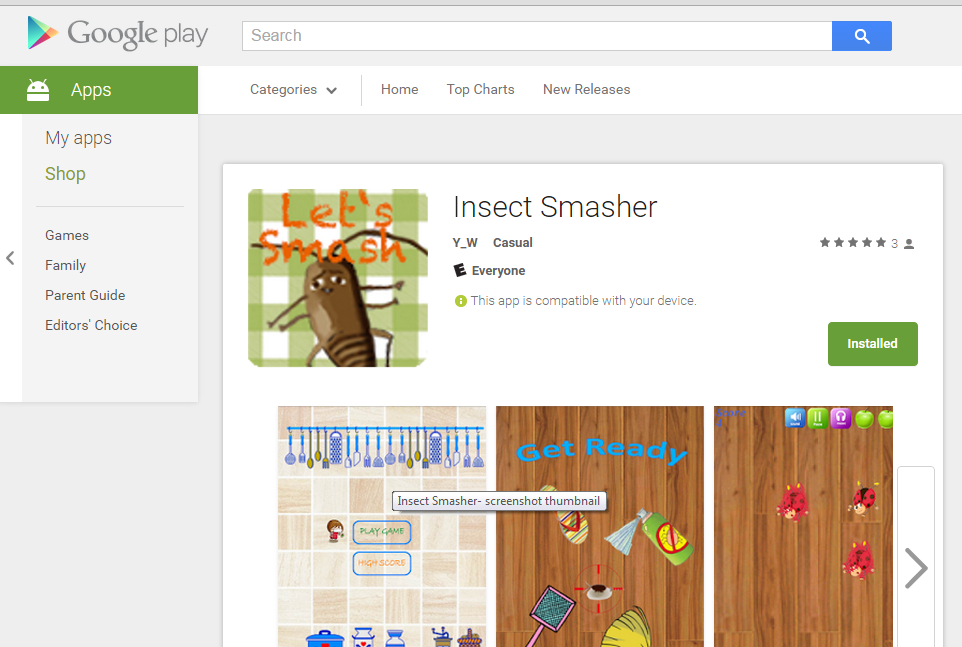 Google play
Search
Apps
Categories
Home
Top Charts
New Releases
My apps
Shop
Games
Family
Parent Guide
Editors' Choice
Let's
Smash
Insect Smasher
Y_W Casual
3
E Everyone
This app is compatible with your device.
Installed
Get Ready
Insect Smasher- screenshot thumbnail
PLAY GAME
HIGH SCORE